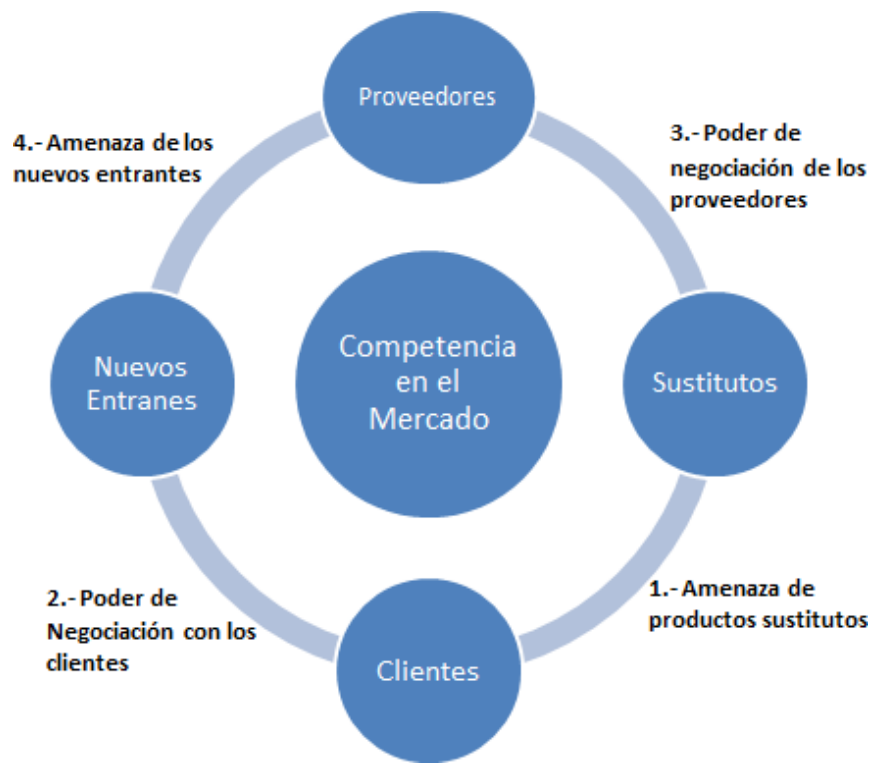 Proveedores
4.- Amenaza de los
nuevos entrantes
3.- Poder de
negociación de los
proveedores
Nuevos
Entranes
Competencia
en el
Mercado
Sustitutos
2.- Poder de
Negociación con los
clientes
1.- Amenaza de
productos sustitutos
Clientes